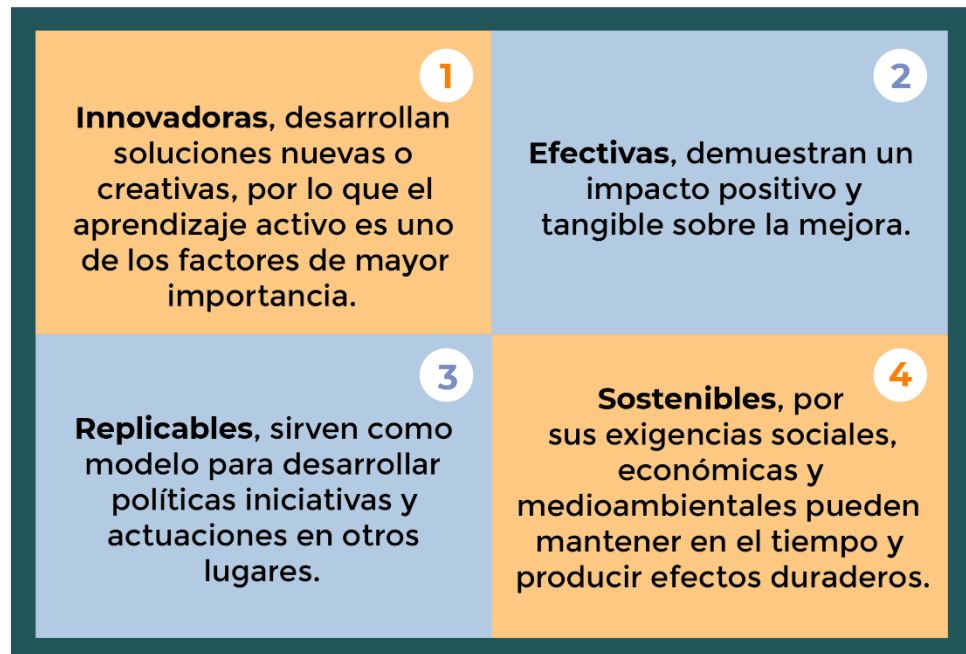 1
Innovadoras, desarrollan
soluciones nuevas o
creativas, por lo que el
aprendizaje activo es uno
de los factores de mayor
importancia.
2
Efectivas, demuestran un
impacto positivo y
tangible sobre la mejora.
3
Replicables, sirven como
modelo para desarrollar
políticas iniciativas y
actuaciones en otros
lugares.
4
Sostenibles, por
sus exigencias sociales,
económicas y
medioambientales pueden
mantener en el tiempo y
producir efectos duraderos.